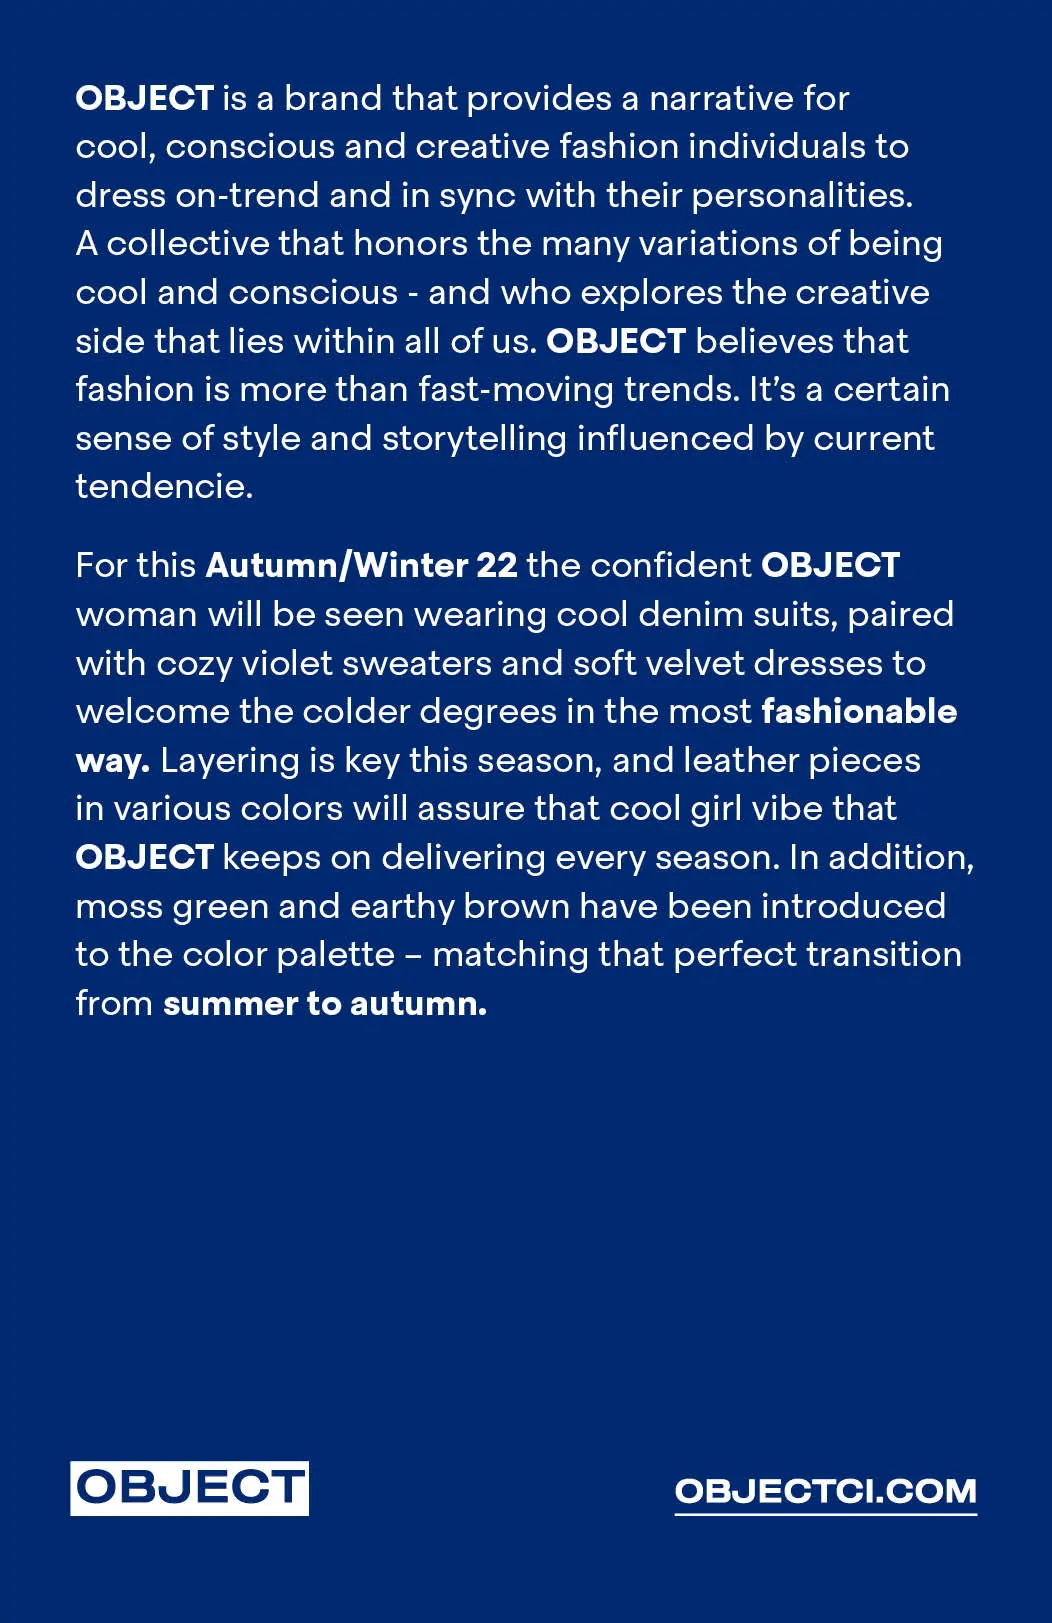 OBJECT is a brand that provides a narrative for
cool, conscious and creative fashion individuals to
dress on-trend and in sync with their personalities.
A collective that honors the many variations of being
cool and conscious - and who explores the creative
side that lies within all of us. OBJECT believes that
fashion is more than fast-moving trends. It’s a certain
sense of style and storytelling influenced by current
tendencie.
For this Autumn/Winter 22 the confident OBJECT
woman will be seen wearing cool denim suits, paired
with cozy violet sweaters and soft velvet dresses to
welcome the colder degrees in the most fashionable
way. Layering is key this season, and leather pieces
in various colors will assure that cool girl vibe that
OBJECT keeps on delivering every season. In addition,
moss green and earthy brown have been introduced
to the color palette – matching that perfect transition
from summer to autumn.
OBJECT
OBJECTCI.COM